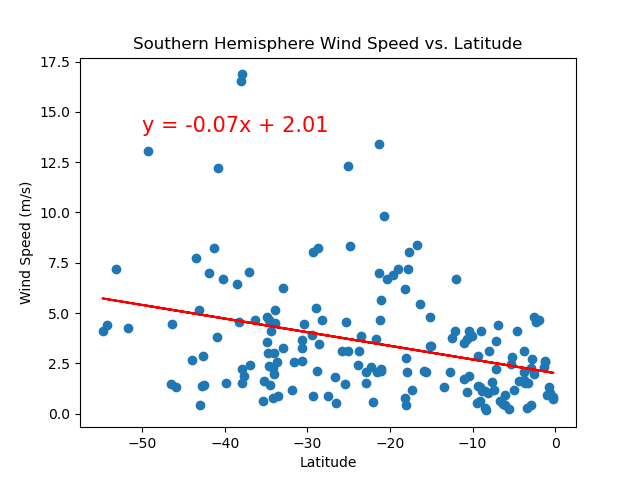 Southern Hemisphere Wind Speed vs. Latitude
17.5
15.0
12.5
10.0
7.5
5.0
2.5
0.0
Wind Speed (m/s)
y = -0.07x + 2.01
−50 −40 −30 −20 −10 0
Latitude